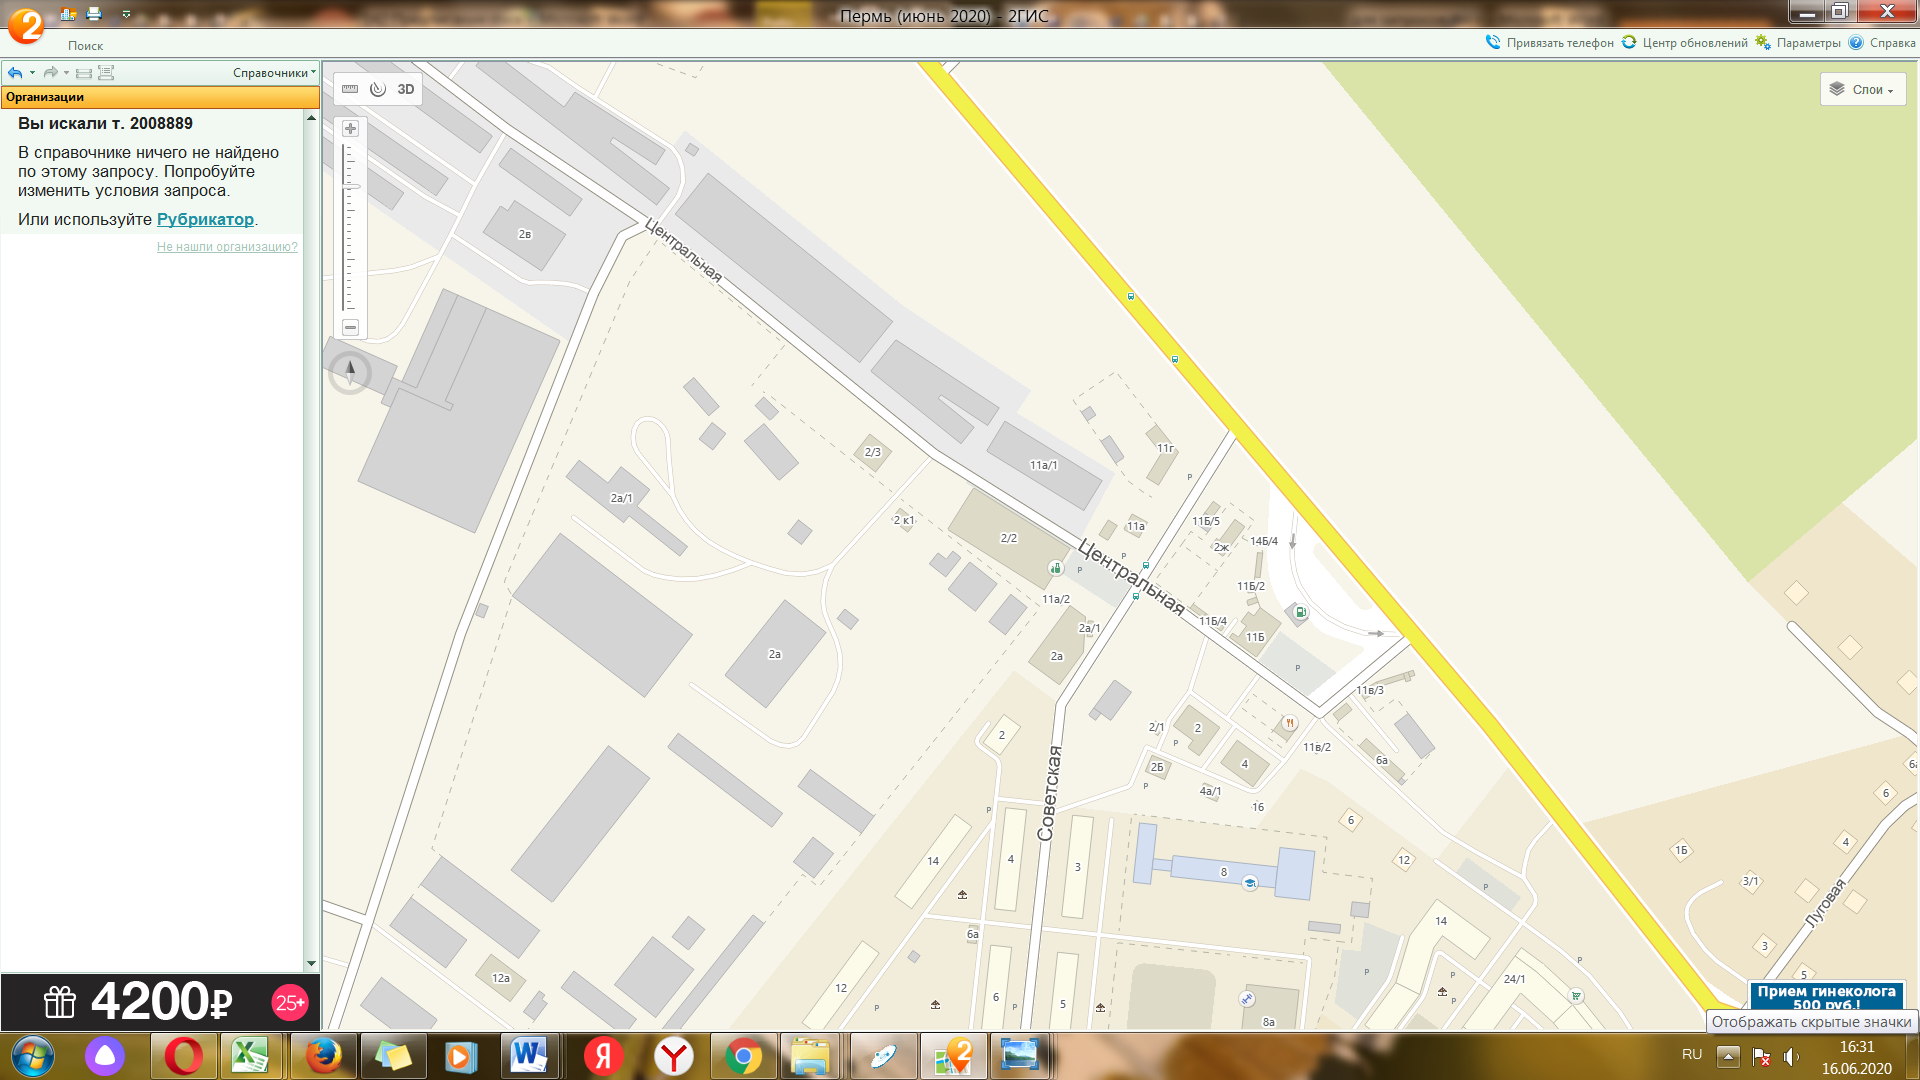 Пермь (июнь 2020) - 2ГИС
Поиск
Привязать телефон
Центр обновлений
Параметры
Справка
Справочники
Организации
Вы искали т. 2008889
В справочнике ничего не найдено
по этому запросу. Попробуйте
изменить условия запроса.
Или используйте Рубрикатор.
Не нашли организацию?
3D
Слои
Центральная
2в
2/3
11а/1
11г
P
2а/1
2 к1
2/2
11а
11Б/5
2ж
14Б/4
P
P
Центральная
11Б/2
11а/2
2а/1
11Б/4
11Б
2а
2а
P
11в/3
2
2/1
2
P
11в/2
4
6а
2Б
P
4а/1
16
Советская
P
6
14
4
3
8
12
P
1Б
6
6а
4
3/1
Луговая
14
6а
3
5
12а
12
P
6
P
5
8а
P
P
24/1
P
4200₽
25+
Прием гинеколога
500 руб.!
Отображать скрытые значки
RU
16:31
16.06.2020